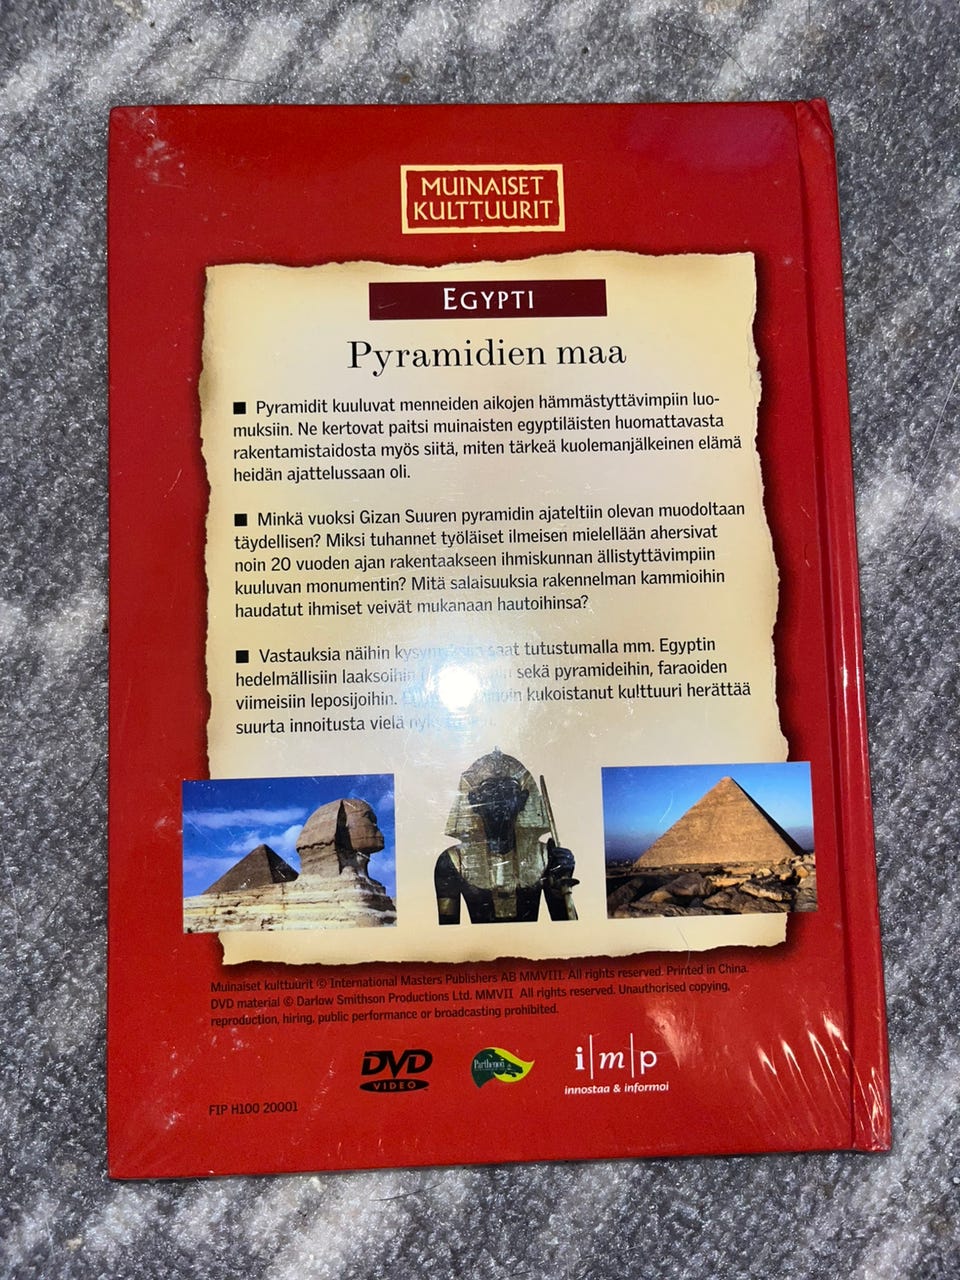 MUINAISET
KULTTUURIT
EGYPTI
Pyramidien maa
■ Pyramidit kuuluvat menneiden aikojen hämmästyttävimpiin luo-
muksiin. Ne kertovat paitsi muinaisten egyptiläisten huomattavasta
rakentamistaidosta myös siitä, miten tärkeä kuolemanjälkeinen elämä
heidän ajattelussaan oli.
■ Minkä vuoksi Gizan Suuren pyramidin ajateltiin olevan muodoltaan
täydellisen? Miksi tuhannet työläiset ilmeisen mielellään ahersivat
noin 20 vuoden ajan rakentaakseen ihmiskunnan ällistyttävimpiin
kuuluvan monumentin? Mitä salaisuuksia rakennelman kammioihin
haudatut ihmiset veivät mukanaan hautoihinsa?
■ Vastauksia näihin saat tutustumalla mm. Egyptin
hedelmällisiin laaksoihin sekä pyramideihin, faraoiden
viimeisiin leposijoihin. kukoistanut kulttuuri herättää
suurta innoitusta vielä
Muinaiset kulttuurit © International Masters Publishers AB MMVIII. All rights reserved. Printed in China.
DVD material © Darlow Smithson Productions Ltd. MMVII All rights reserved. Unauthorised copying,
reproduction, hiring, public performance or broadcasting prohibited.
DVD
VIDEO
Parthenon
i|m|p
innostaa & informoi
FIP H100 20001